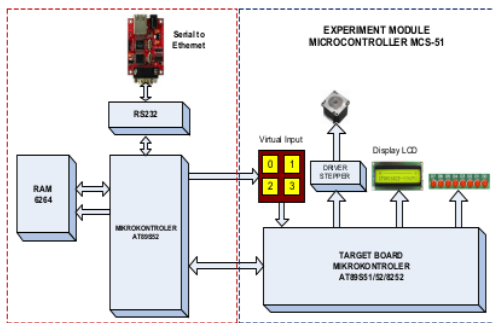 Serial to
Ethernet
EXPERIMENT MODULE
MICROCONTROLLER MCS-51
RS232
Virtual Input
0 1
2 3
DRIVER
STEPPER
Display LCD
RAM
6264
MIKROKONTROLER
AT89S52
TARGET BOARD
MIKROKONTROLER
AT89S51/52/8252